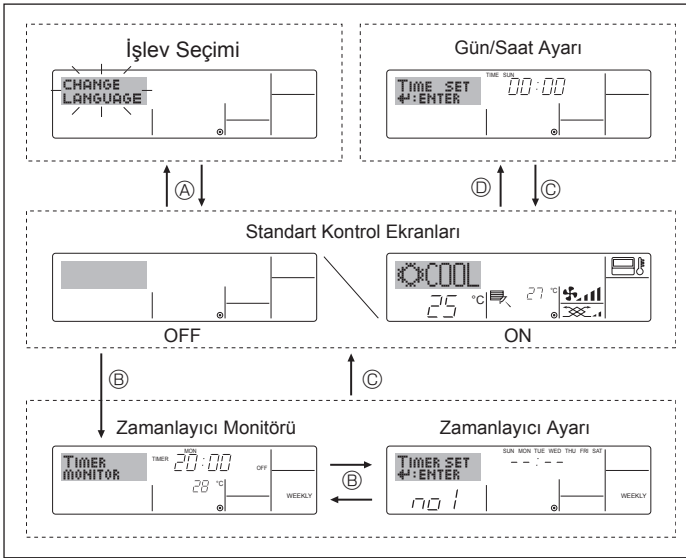 İşlev Seçimi
CHANGE
LANGUAGE
Gün/Saat Ayarı
TIME SUN
TIME SET 00:00
↵:ENTER
Ⓐ
Ⓓ Ⓒ
Standart Kontrol Ekranları
COOL
25 °C 27 °C
OFF
ON
Ⓑ
Ⓒ
Zamanlayıcı Monitörü
MON
TIMER MONITOR TIMER 20:00 OFF
28 °C
WEEKLY
Ⓑ
Zamanlayıcı Ayarı
SUN MON TUE WED THU FRI SAT
TIMER SET --:--
↵:ENTER
no 1
WEEKLY